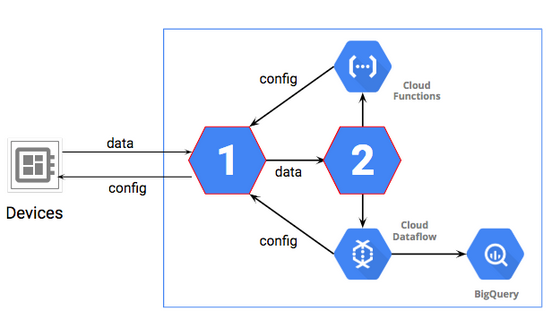 config
Cloud
Functions
data
1
2
data
config
Devices
config
Cloud
Dataflow
BigQuery